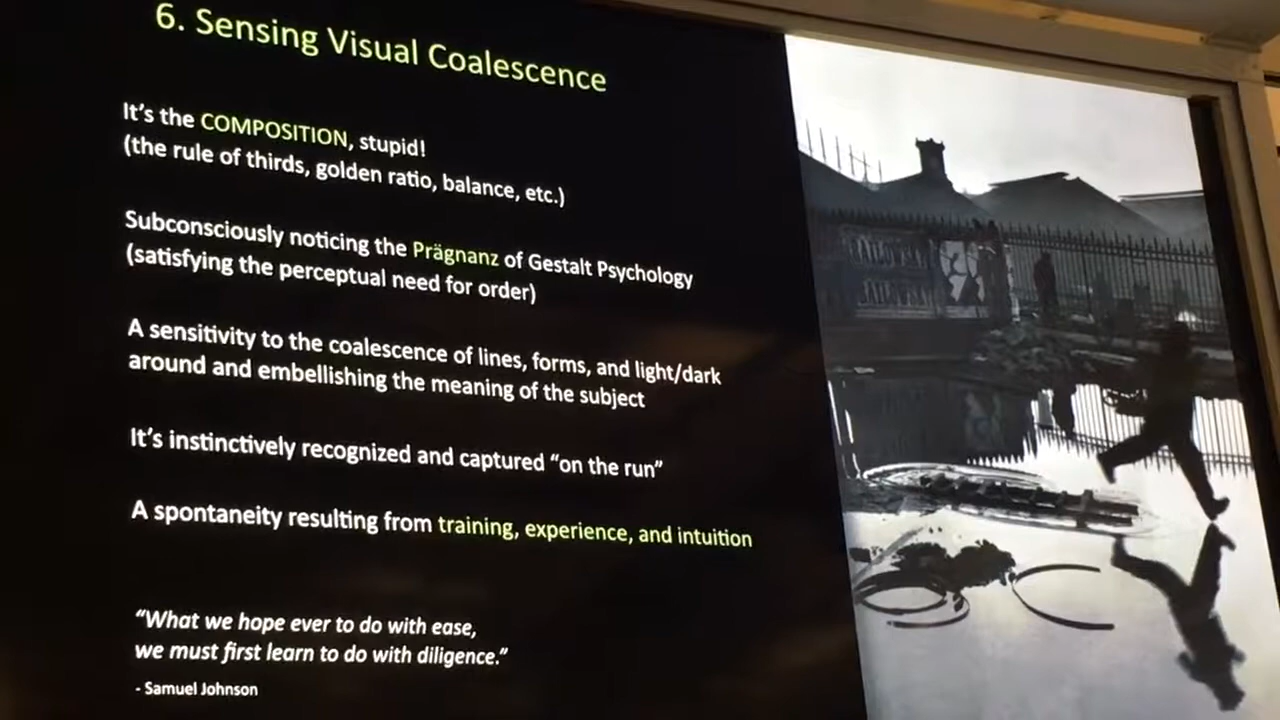 6. Sensing Visual Coalescence
It's the COMPOSITION, stupid!
(the rule of thirds, golden ratio, balance, etc.)
Subconsciously noticing the Prägnanz of Gestalt Psychology
(satisfying the perceptual need for order)
A sensitivity to the coalescence of lines, forms, and light/dark
around and embellishing the meaning of the subject
It's instinctively recognized and captured "on the run"
A spontaneity resulting from training, experience, and intuition
"What we hope ever to do with ease,
we must first learn to do with diligence."
- Samuel Johnson